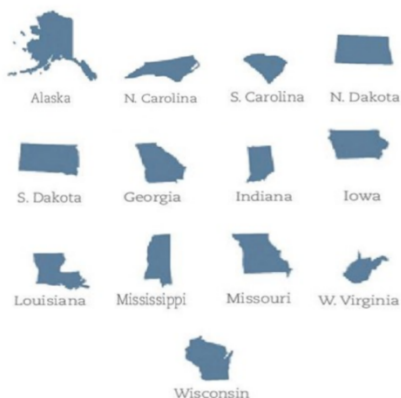 Alaska N. Carolina S. Carolina N. Dakota
S. Dakota Georgia Indiana Iowa
Louisiana Mississippi Missouri W. Virginia
Wisconsin